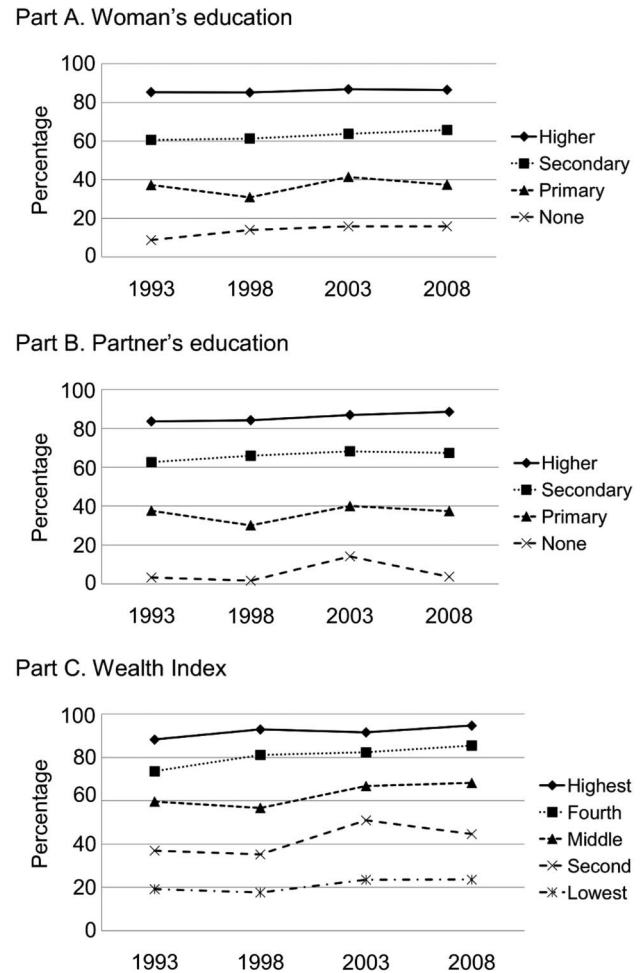 Part A. Woman's education
100
80
60
40
20
0
Percentage
1993 1998 2003 2008
Higher
Secondary
Primary
None
Part B. Partner's education
100
80
60
40
20
0
Percentage
1993 1998 2003 2008
Higher
Secondary
Primary
None
Part C. Wealth Index
100
80
60
40
20
0
Percentage
1993 1998 2003 2008
Highest
Fourth
Middle
Second
Lowest